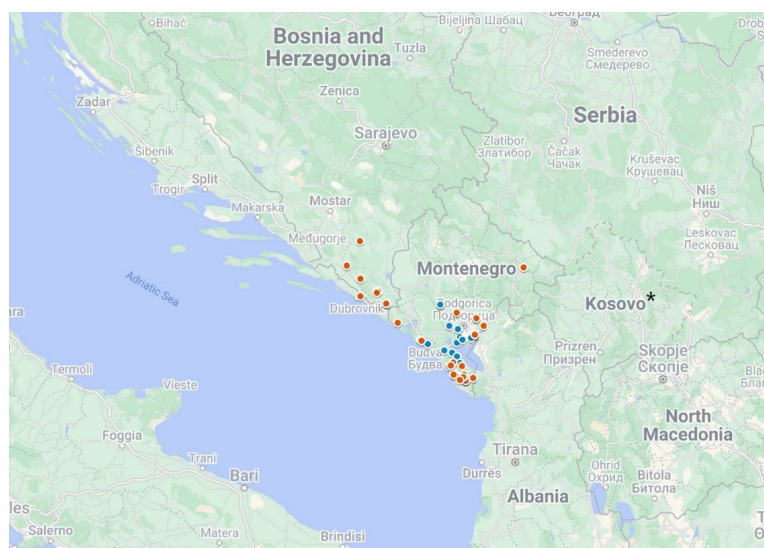 Bihać
Bijeljina Шабац
Београд
Drob
Bosnia and
Herzegovina
Tuzla
Smederevo
Смедерево
Zenica
Zadar
Serbia
Sarajevo
Zlatibor
Златибор
Čačak
Чачак
Kruševac
Крушевац
Šibenik
Trogir
Split
Mostar
Niš
Ниш
Makarska
Međugorje
Leskovac
Лесковац
Montenegro
Adriatic Sea
Kosovo*
Dubrovnik
Podgorica
Подгорица
ara
Budva
Будва
Prizren
Призрен
Skopje
Скопје
Termoli
Vieste
North
Macedonia
Foggia
Trani
Bari
Tirana
Durrës
Albania
Ohrid
Охрид
Bitola
Битола
les
Salerno
Matera
Brindisi